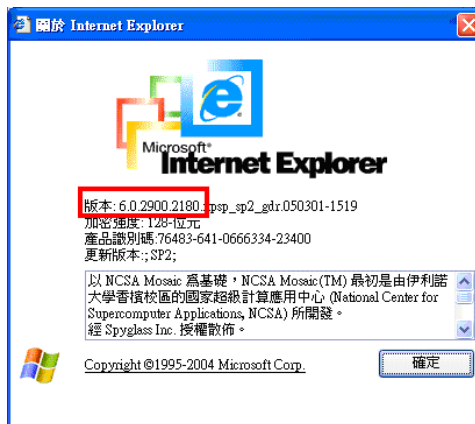 關於 Internet Explorer
Microsoft®
Internet Explorer
版本: 6.0.2900.2180.xpsp_sp2_gdr.050301-1519
加密強度: 128-位元
產品識別碼:76483-641-0666334-23400
更新版本:; SP2;
以 NCSA Mosaic 爲基礎,NCSA Mosaic(TM) 最初是由伊利諾
大學香檳校區的國家超級計算應用中心 (National Center for
Supercomputer Applications, NCSA) 所開發。
經 Spyglass Inc. 授權散佈。
Copyright ©1995-2004 Microsoft Corp.
確定